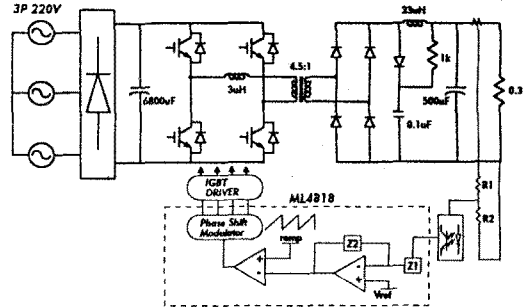 3P 220V
23uH
4.5:1
1k
3uH
6800uF
500uF
0.3
0.1uF
IGBT
DRIVER
ML4818
R1
Phase Shift
Modulator
ramp
R2
Z2
Z1
Vref